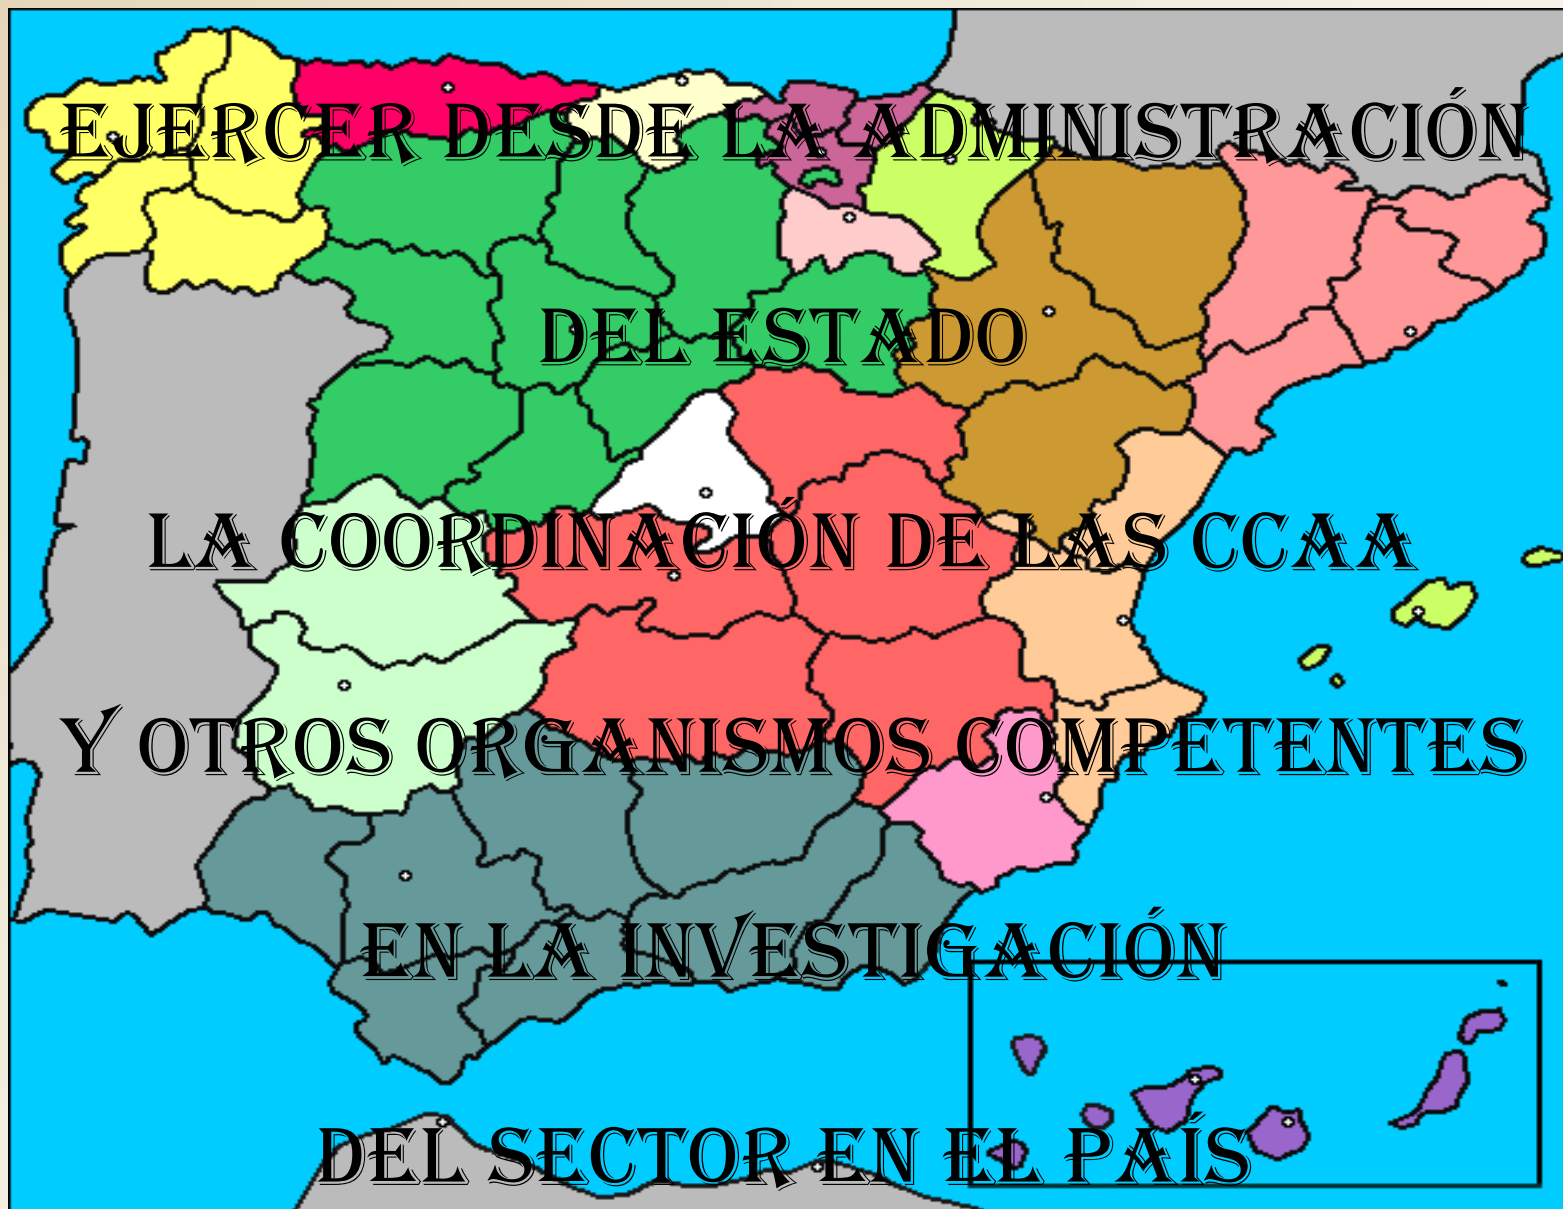 EJERCER DESDE LA ADMINISTRACIÓN
DEL ESTADO
LA COORDINACIÓN DE LAS CCAA
Y OTROS ORGANISMOS COMPETENTES
EN LA INVESTIGACIÓN
DEL SECTOR EN EL PAÍS